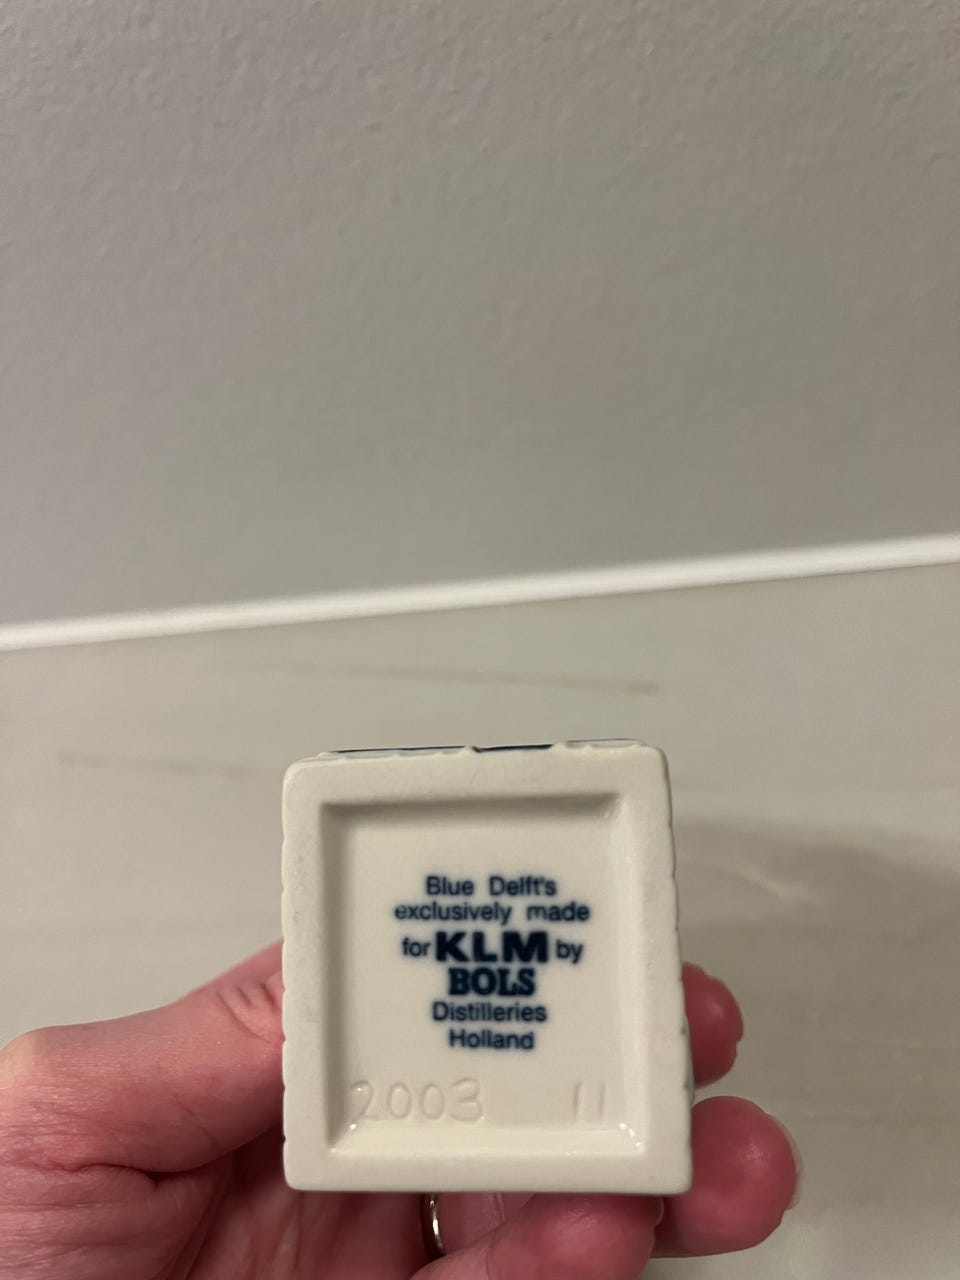 Blue Delft's
exclusively made
for KLM by
BOLS
Distilleries
Holland
2003 11